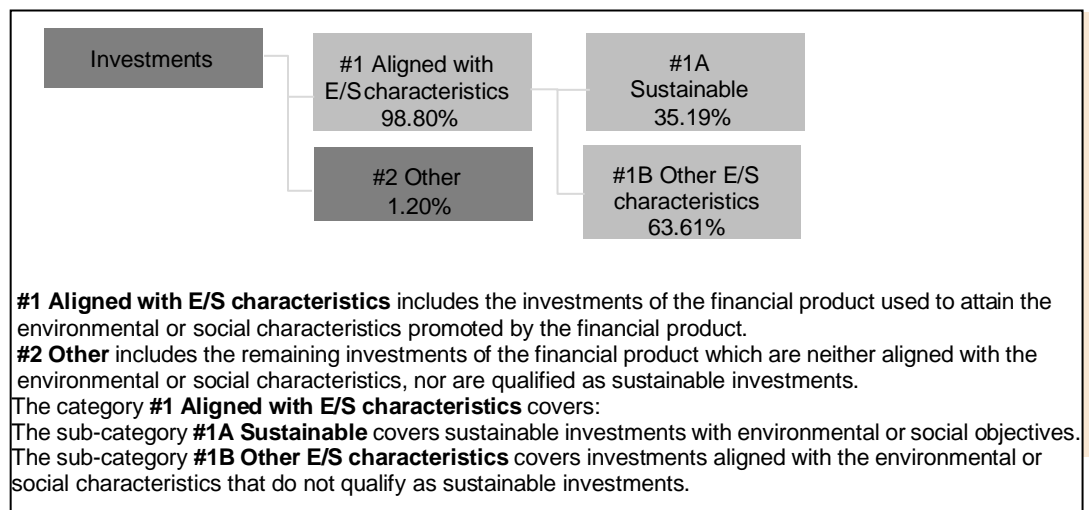 Investments
#1 Aligned with
E/S characteristics
98.80%
#1A
Sustainable
35.19%
#2 Other
1.20%
#1B Other E/S
characteristics
63.61%
#1 Aligned with E/S characteristics includes the investments of the financial product used to attain the
environmental or social characteristics promoted by the financial product.
#2 Other includes the remaining investments of the financial product which are neither aligned with the
environmental or social characteristics, nor are qualified as sustainable investments.
The category #1 Aligned with E/S characteristics covers:
The sub-category #1A Sustainable covers sustainable investments with environmental or social objectives.
The sub-category #1B Other E/S characteristics covers investments aligned with the environmental or
social characteristics that do not qualify as sustainable investments.